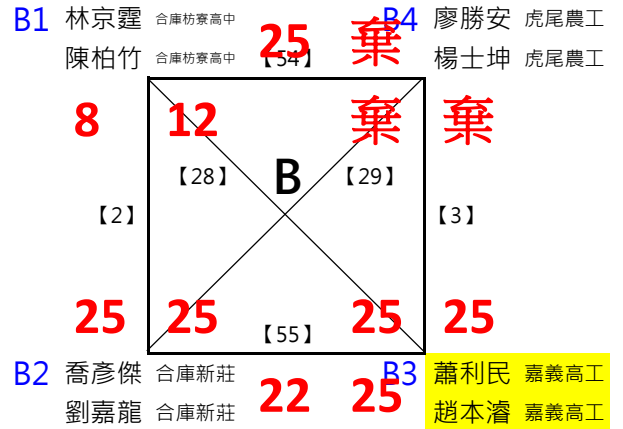 B1 林京霆 合庫枋寮高中 25 棄 B4 廖勝安 虎尾農工
陳柏竹 合庫枋寮高中 【54】 楊士坤 虎尾農工
8 12 棄 棄
【28】 B 【29】
【2】 【3】
25 25 25 25
【55】
B2 喬彥傑 合庫新莊 22 25 B3 蕭利民 嘉義高工
劉嘉龍 合庫新莊 趙本濬 嘉義高工